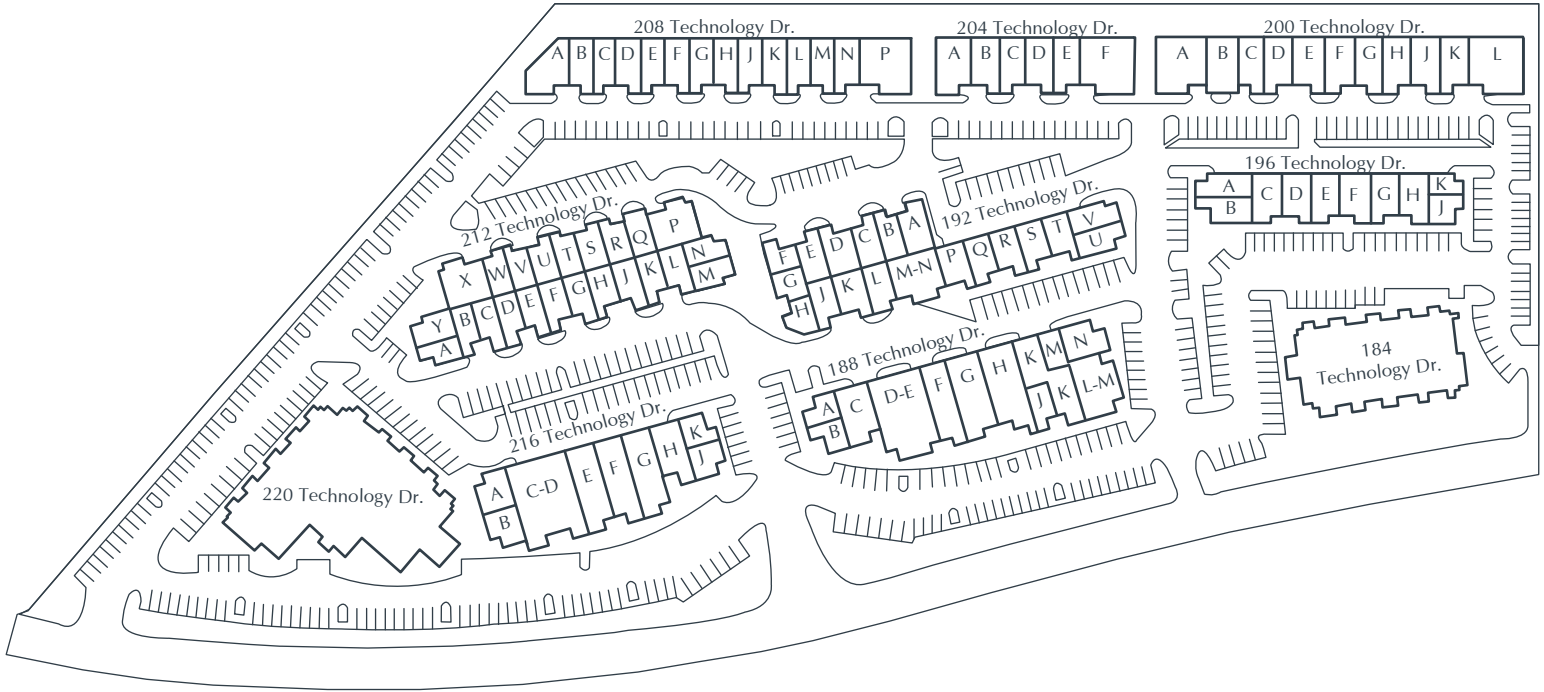 208 Technology Dr.
A B C D E F G H J K L M N P
204 Technology Dr.
A B C D E F
200 Technology Dr.
A B C D E F G H J K L
196 Technology Dr.
A C D E F G H K
B J
212 Technology Dr.
X W V U T S R Q P
Y B C D E F G H J K L N
A M
192 Technology Dr.
F E D C B A
G
H J K L M-N P Q R S T V
U
188 Technology Dr.
A C D-E F G H K M N
B J K L-M
184
Technology Dr.
216 Technology Dr.
A C-D E F G H K
B J
220 Technology Dr.